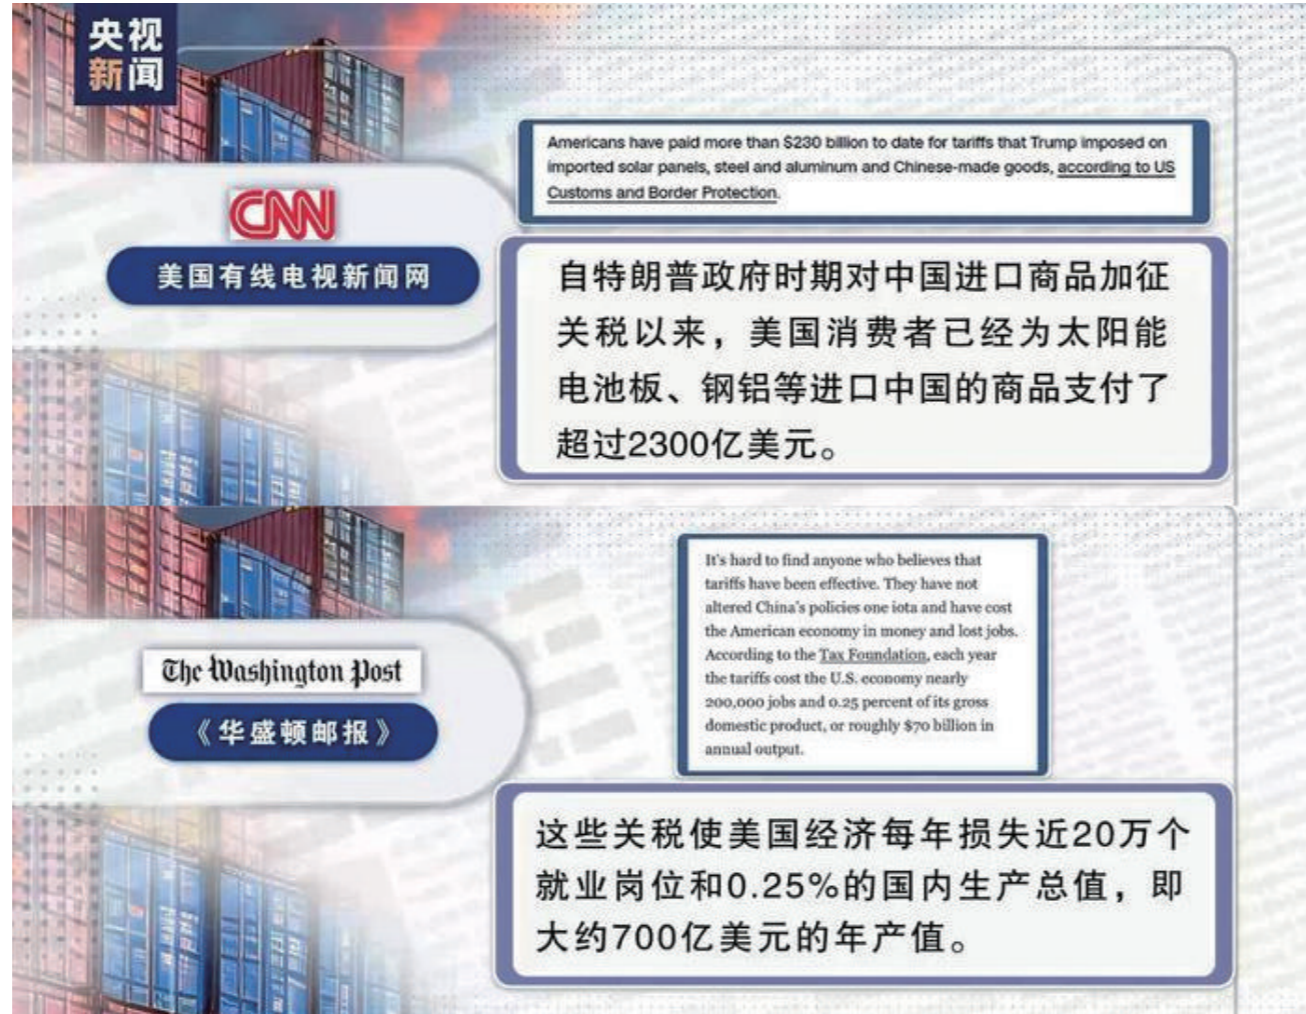 央视
新闻
Americans have paid more than $230 billion to date for tariffs that Trump imposed on
imported solar panels, steel and aluminum and Chinese-made goods, according to US
Customs and Border Protection.
CNN
美国有线电视新闻网
自特朗普政府时期对中国进口商品加征
关税以来，美国消费者已经为太阳能
电池板、钢铝等进口中国的商品支付了
超过2300亿美元。
It's hard to find anyone who believes that
tariffs have been effective. They have not
altered China's policies one iota and have cost
the American economy in money and lost jobs.
According to the Tax Foundation, each year
the tariffs cost the U.S. economy nearly
200,000 jobs and 0.25 percent of its gross
domestic product, or roughly $70 billion in
annual output.
The Washington Post
《华盛顿邮报》
这些关税使美国经济每年损失近20万个
就业岗位和0.25%的国内生产总值，即
大约700亿美元的年产值。